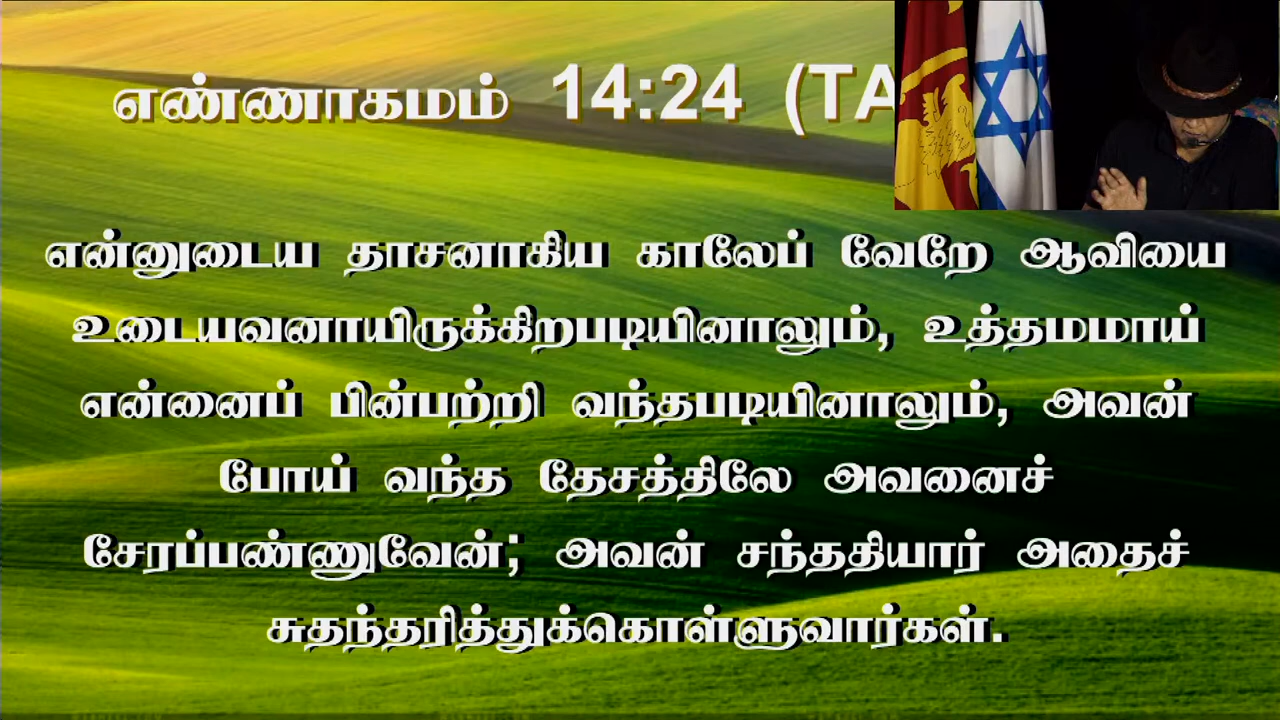 எண்ணாகமம் 14:24 (TA
என்னுடைய தாசனாகிய காலேப் வேறே ஆவியை
உடையவனாயிருக்கிறபடியினாலும், உத்தமமாய்
என்னைப் பின்பற்றி வந்தபடியினாலும், அவன்
போய் வந்த தேசத்திலே அவனைச்
சேரப்பண்ணுவேன்; அவன் சந்ததியார் அதைச்
சுதந்தரித்துக்கொள்ளுவார்கள்.